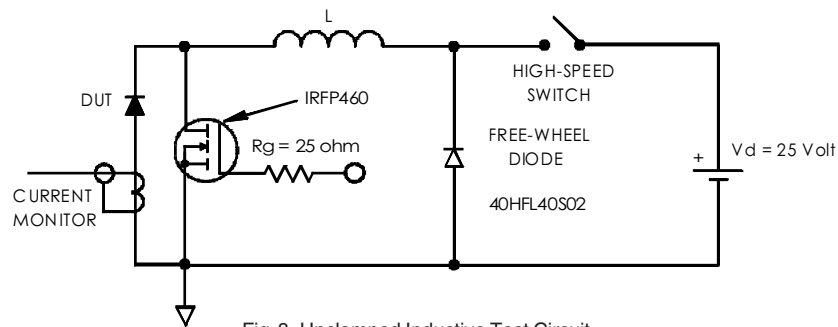 L
HIGH-SPEED
SWITCH
DUT
IRFP460
Rg = 25 ohm
FREE-WHEEL
DIODE
40HFL40S02
+
Vd = 25 Volt
CURRENT
MONITOR
Fig. 8 - Unclamped Inductive Test Circuit